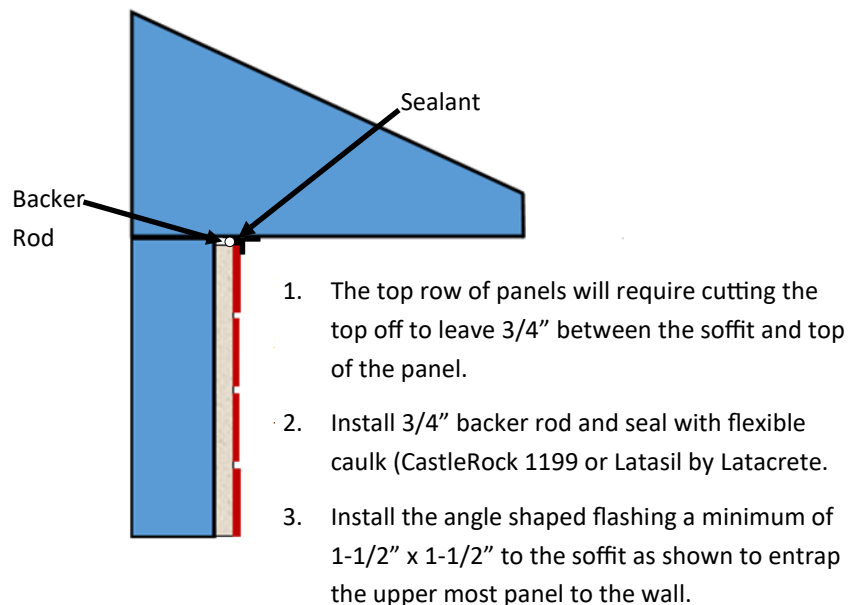 Sealant
Backer
Rod
1. The top row of panels will require cutting the
top off to leave 3/4” between the soffit and top
of the panel.
2. Install 3/4” backer rod and seal with flexible
caulk (CastleRock 1199 or Latasil by Latacrete.
3. Install the angle shaped flashing a minimum of
1-1/2” x 1-1/2” to the soffit as shown to entrap
the upper most panel to the wall.